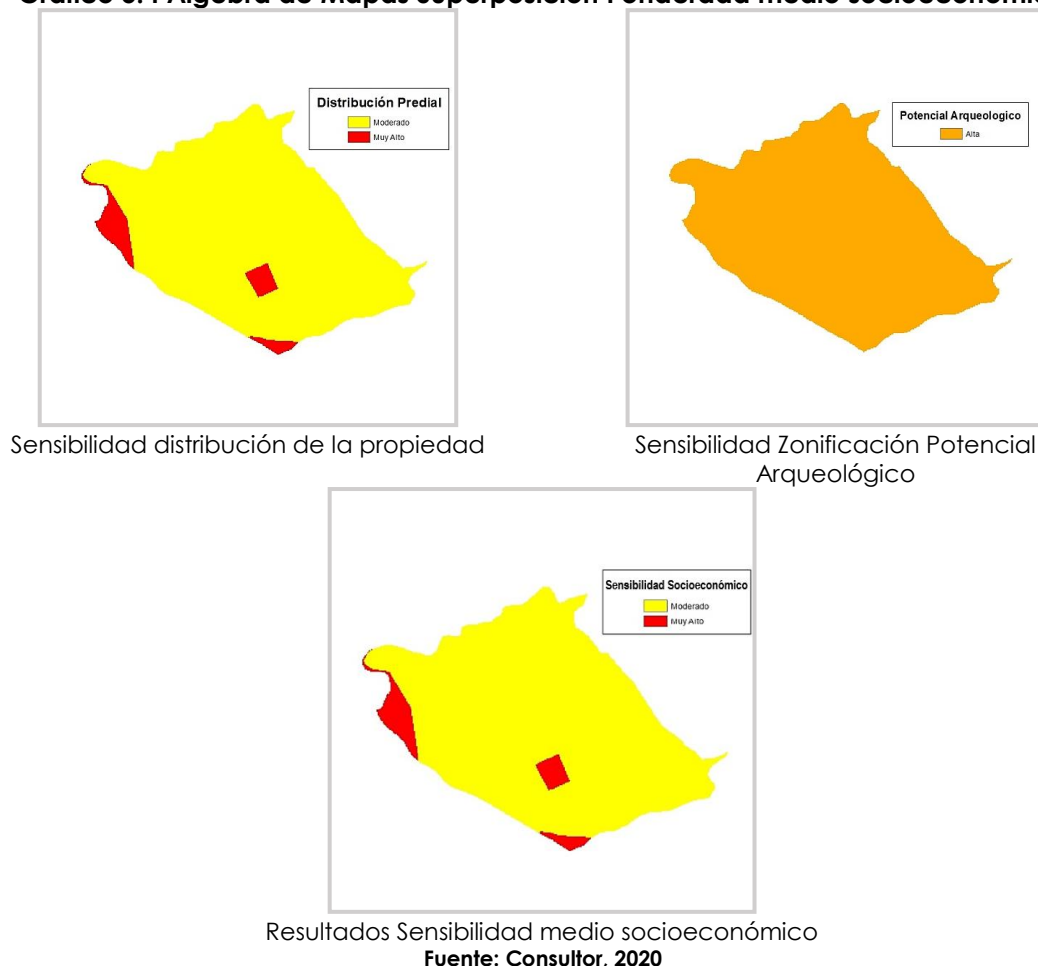 Distribución Predial
Moderado
Muy Alto
Potencial Arqueologico
Alta
Sensibilidad distribución de la propiedad
Sensibilidad Zonificación Potencial
Arqueológico
Sensibilidad Socioeconómico
Moderado
Muy Alto
Resultados Sensibilidad medio socioeconómico
Fuente: Consultor, 2020